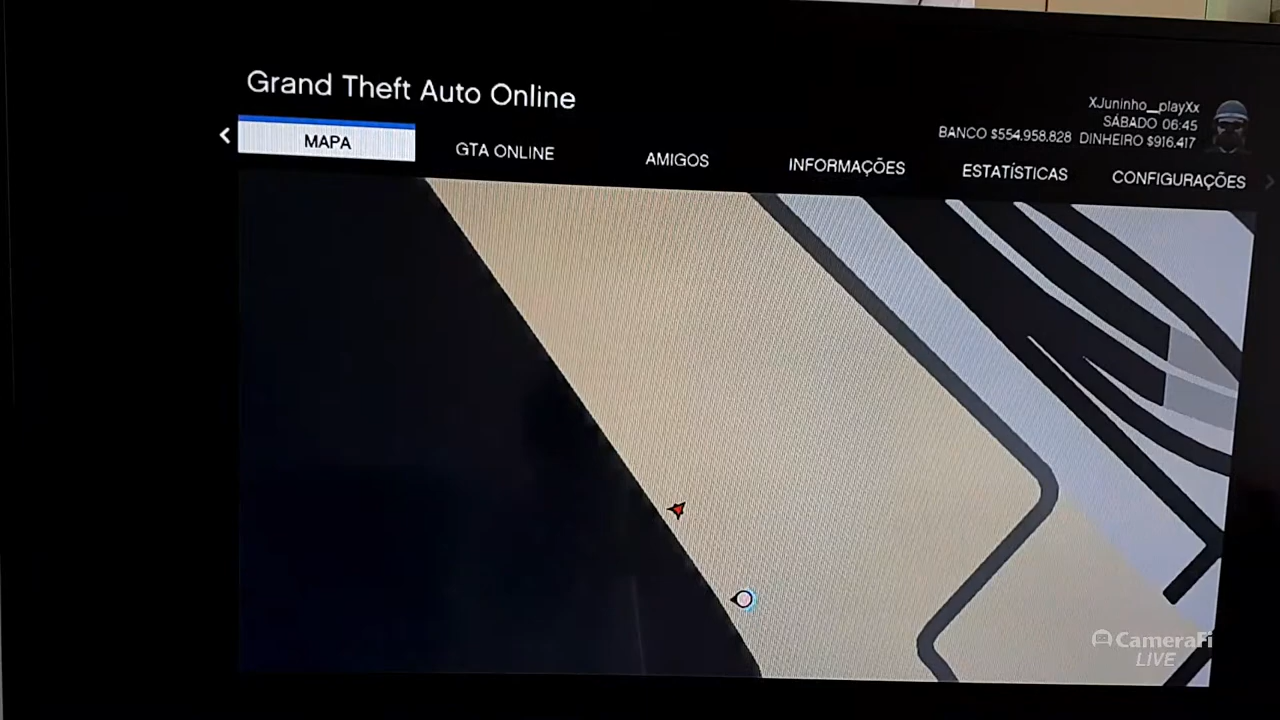 Grand Theft Auto Online
XJuninho__playXx
SÁBADO 06:45
BANCO $554.958.828 DINHEIRO $916.417
MAPA GTA ONLINE AMIGOS INFORMAÇÕES ESTATÍSTICAS CONFIGURAÇÕES
CameraFi
LIVE